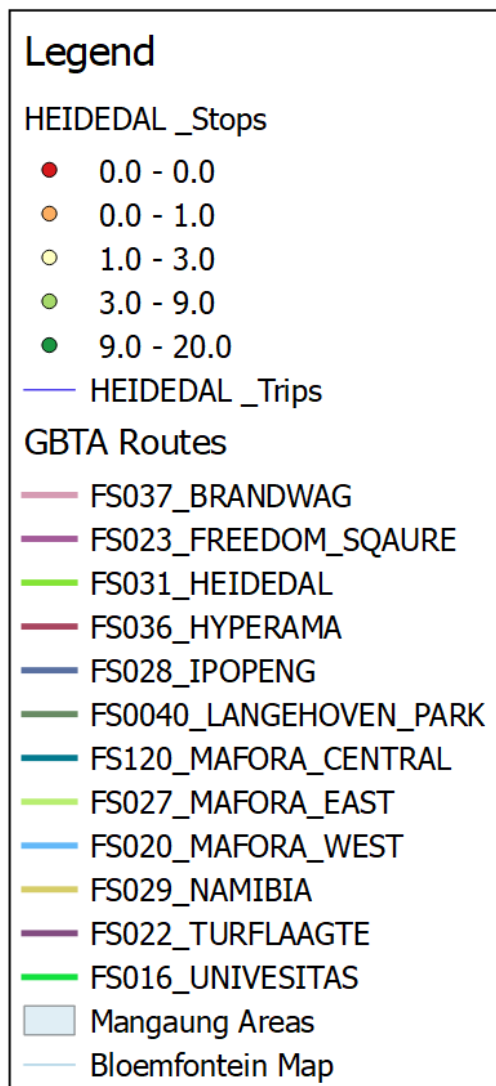 Legend
HEIDEDAL _Stops
0.0 - 0.0
0.0 - 1.0
1.0 - 3.0
3.0 - 9.0
9.0 - 20.0
HEIDEDAL _Trips
GBTA Routes
FS037_BRANDWAG
FS023_FREEDOM_SQAURE
FS031_HEIDEDAL
FS036_HYPERAMA
FS028_IPOPENG
FS0040_LANGEHOVEN_PARK
FS120_MAFORA_CENTRAL
FS027_MAFORA_EAST
FS020_MAFORA_WEST
FS029_NAMIBIA
FS022_TURFLAAGTE
FS016_UNIVESITAS
Mangaung Areas
Bloemfontein Map